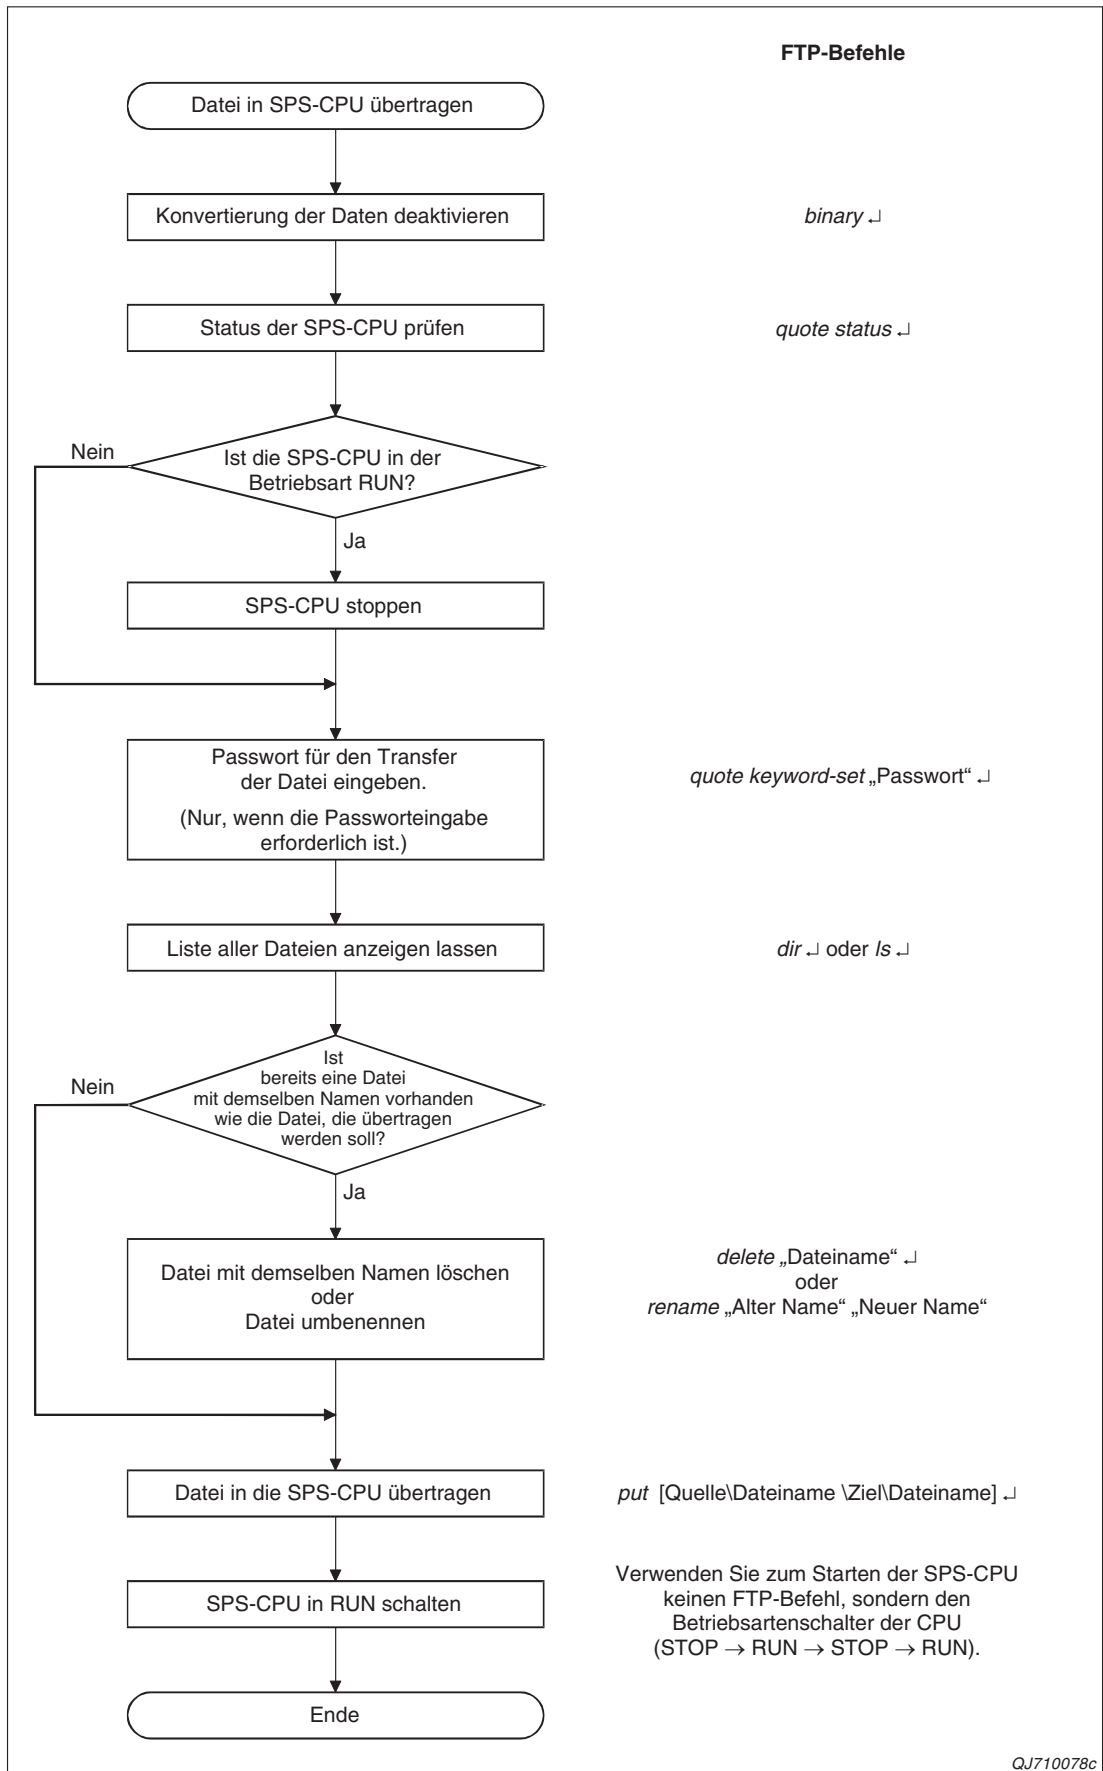 FTP-Befehle
Datei in SPS-CPU übertragen
Konvertierung der Daten deaktivieren
binary ↵
Status der SPS-CPU prüfen
quote status ↵
Nein
Ist die SPS-CPU in der
Betriebsart RUN?
Ja
SPS-CPU stoppen
Passwort für den Transfer
der Datei eingeben.
(Nur, wenn die Passworteingabe
erforderlich ist.)
quote keyword-set „Passwort“ ↵
Liste aller Dateien anzeigen lassen
dir ↵ oder ls ↵
Nein
Ist
bereits eine Datei
mit demselben Namen vorhanden
wie die Datei, die übertragen
werden soll?
Ja
Datei mit demselben Namen löschen
oder
Datei umbenennen
delete „Dateiname“ ↵
oder
rename „Alter Name“ „Neuer Name“
Datei in die SPS-CPU übertragen
put [Quelle\Dateiname \Ziel\Dateiname] ↵
SPS-CPU in RUN schalten
Verwenden Sie zum Starten der SPS-CPU
keinen FTP-Befehl, sondern den
Betriebsartenschalter der CPU
(STOP → RUN → STOP → RUN).
Ende
QJ710078c